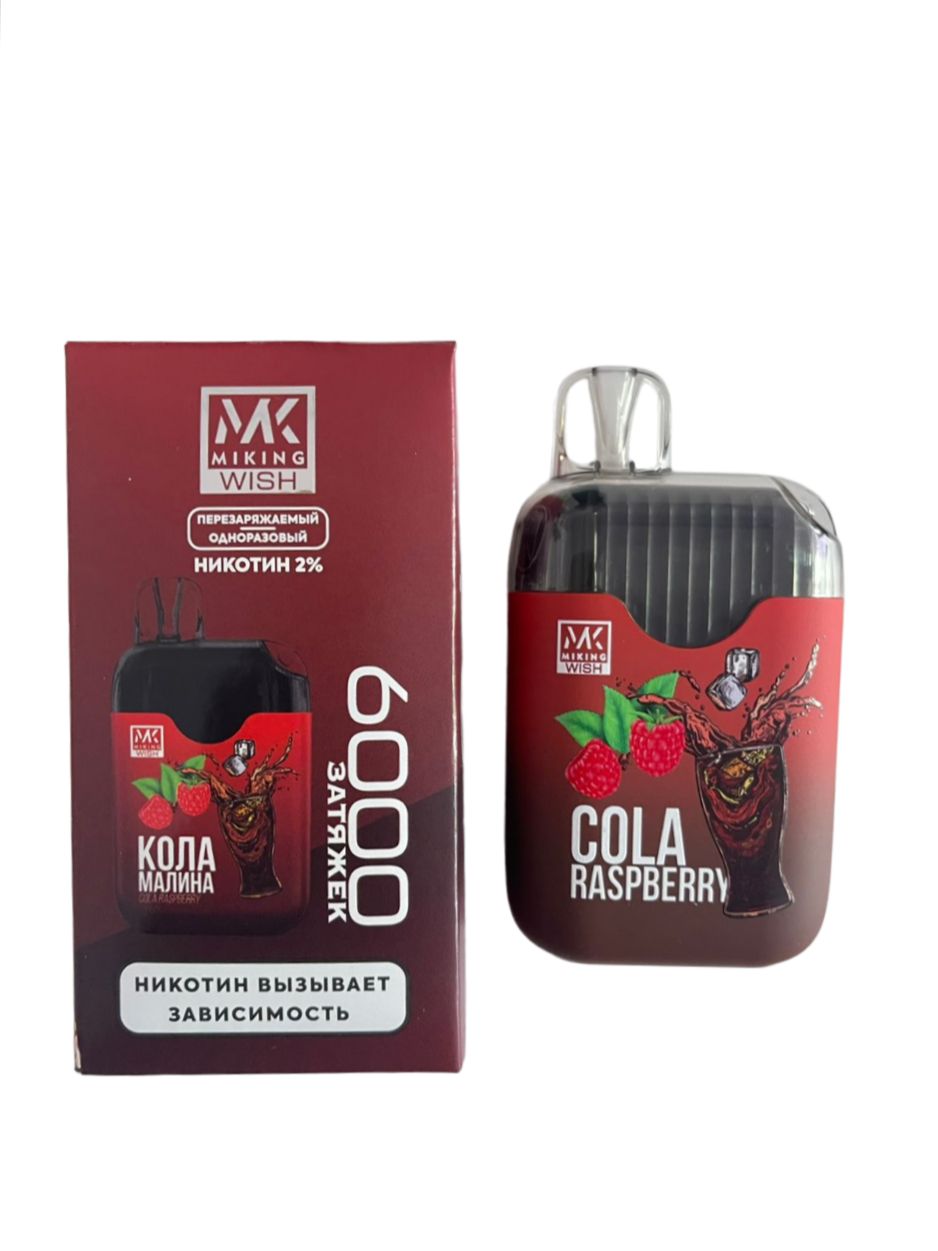 MK
MIKING
WISH
ПЕРЕЗАРЯЖАЕМЫЙ
ОДНОРАЗОВЫЙ
НИКОТИН 2%
6000
ЗАТЯЖЕК
MK
MIKING
WISH
КОЛА
МАЛИНА
COLA RASPBERRY
НИКОТИН ВЫЗЫВАЕТ
ЗАВИСИМОСТЬ
MK
MIKING
WISH
COLA
RASPBERRY